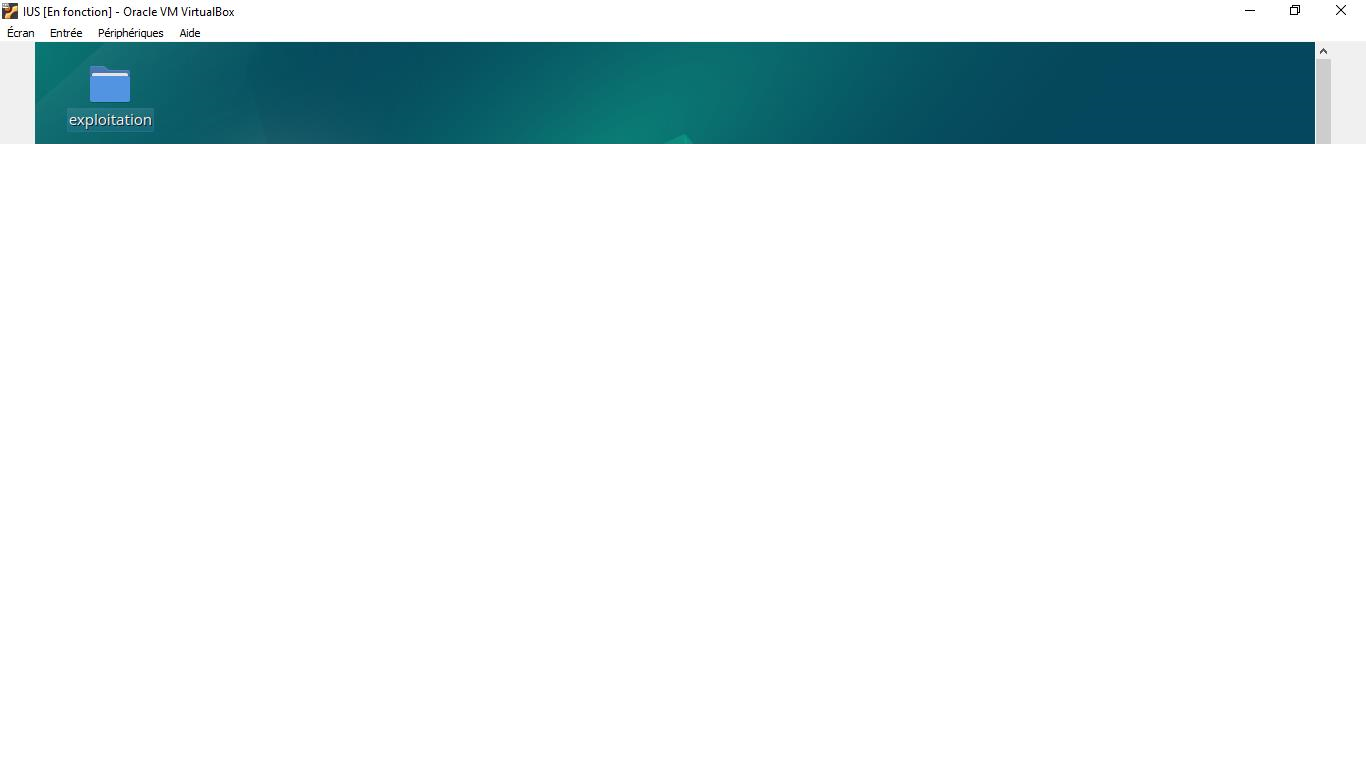 IUS [En fonction] - Oracle VM VirtualBox
Écran Entrée Périphériques Aide
exploitation